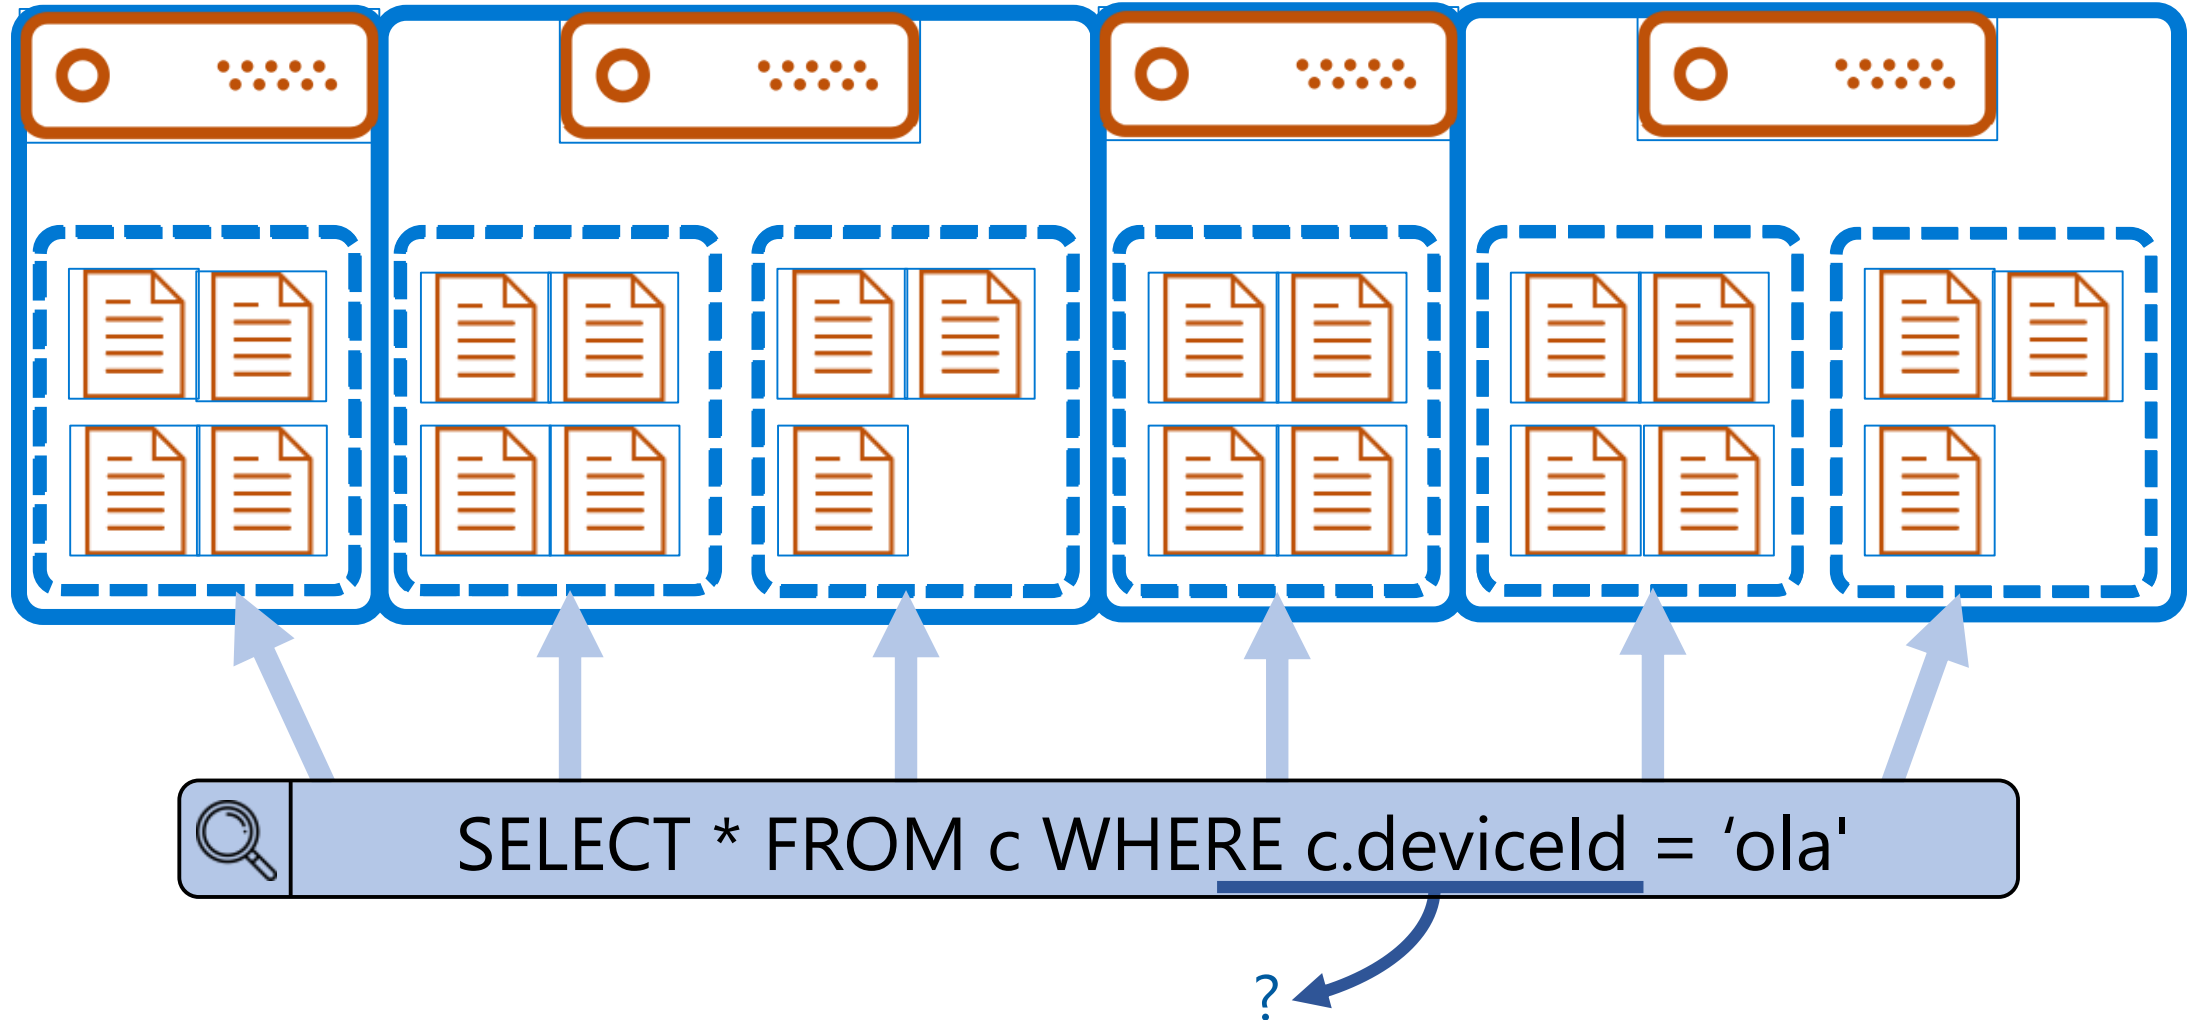 SELECT * FROM c WHERE c.deviceId = ‘ola'
?